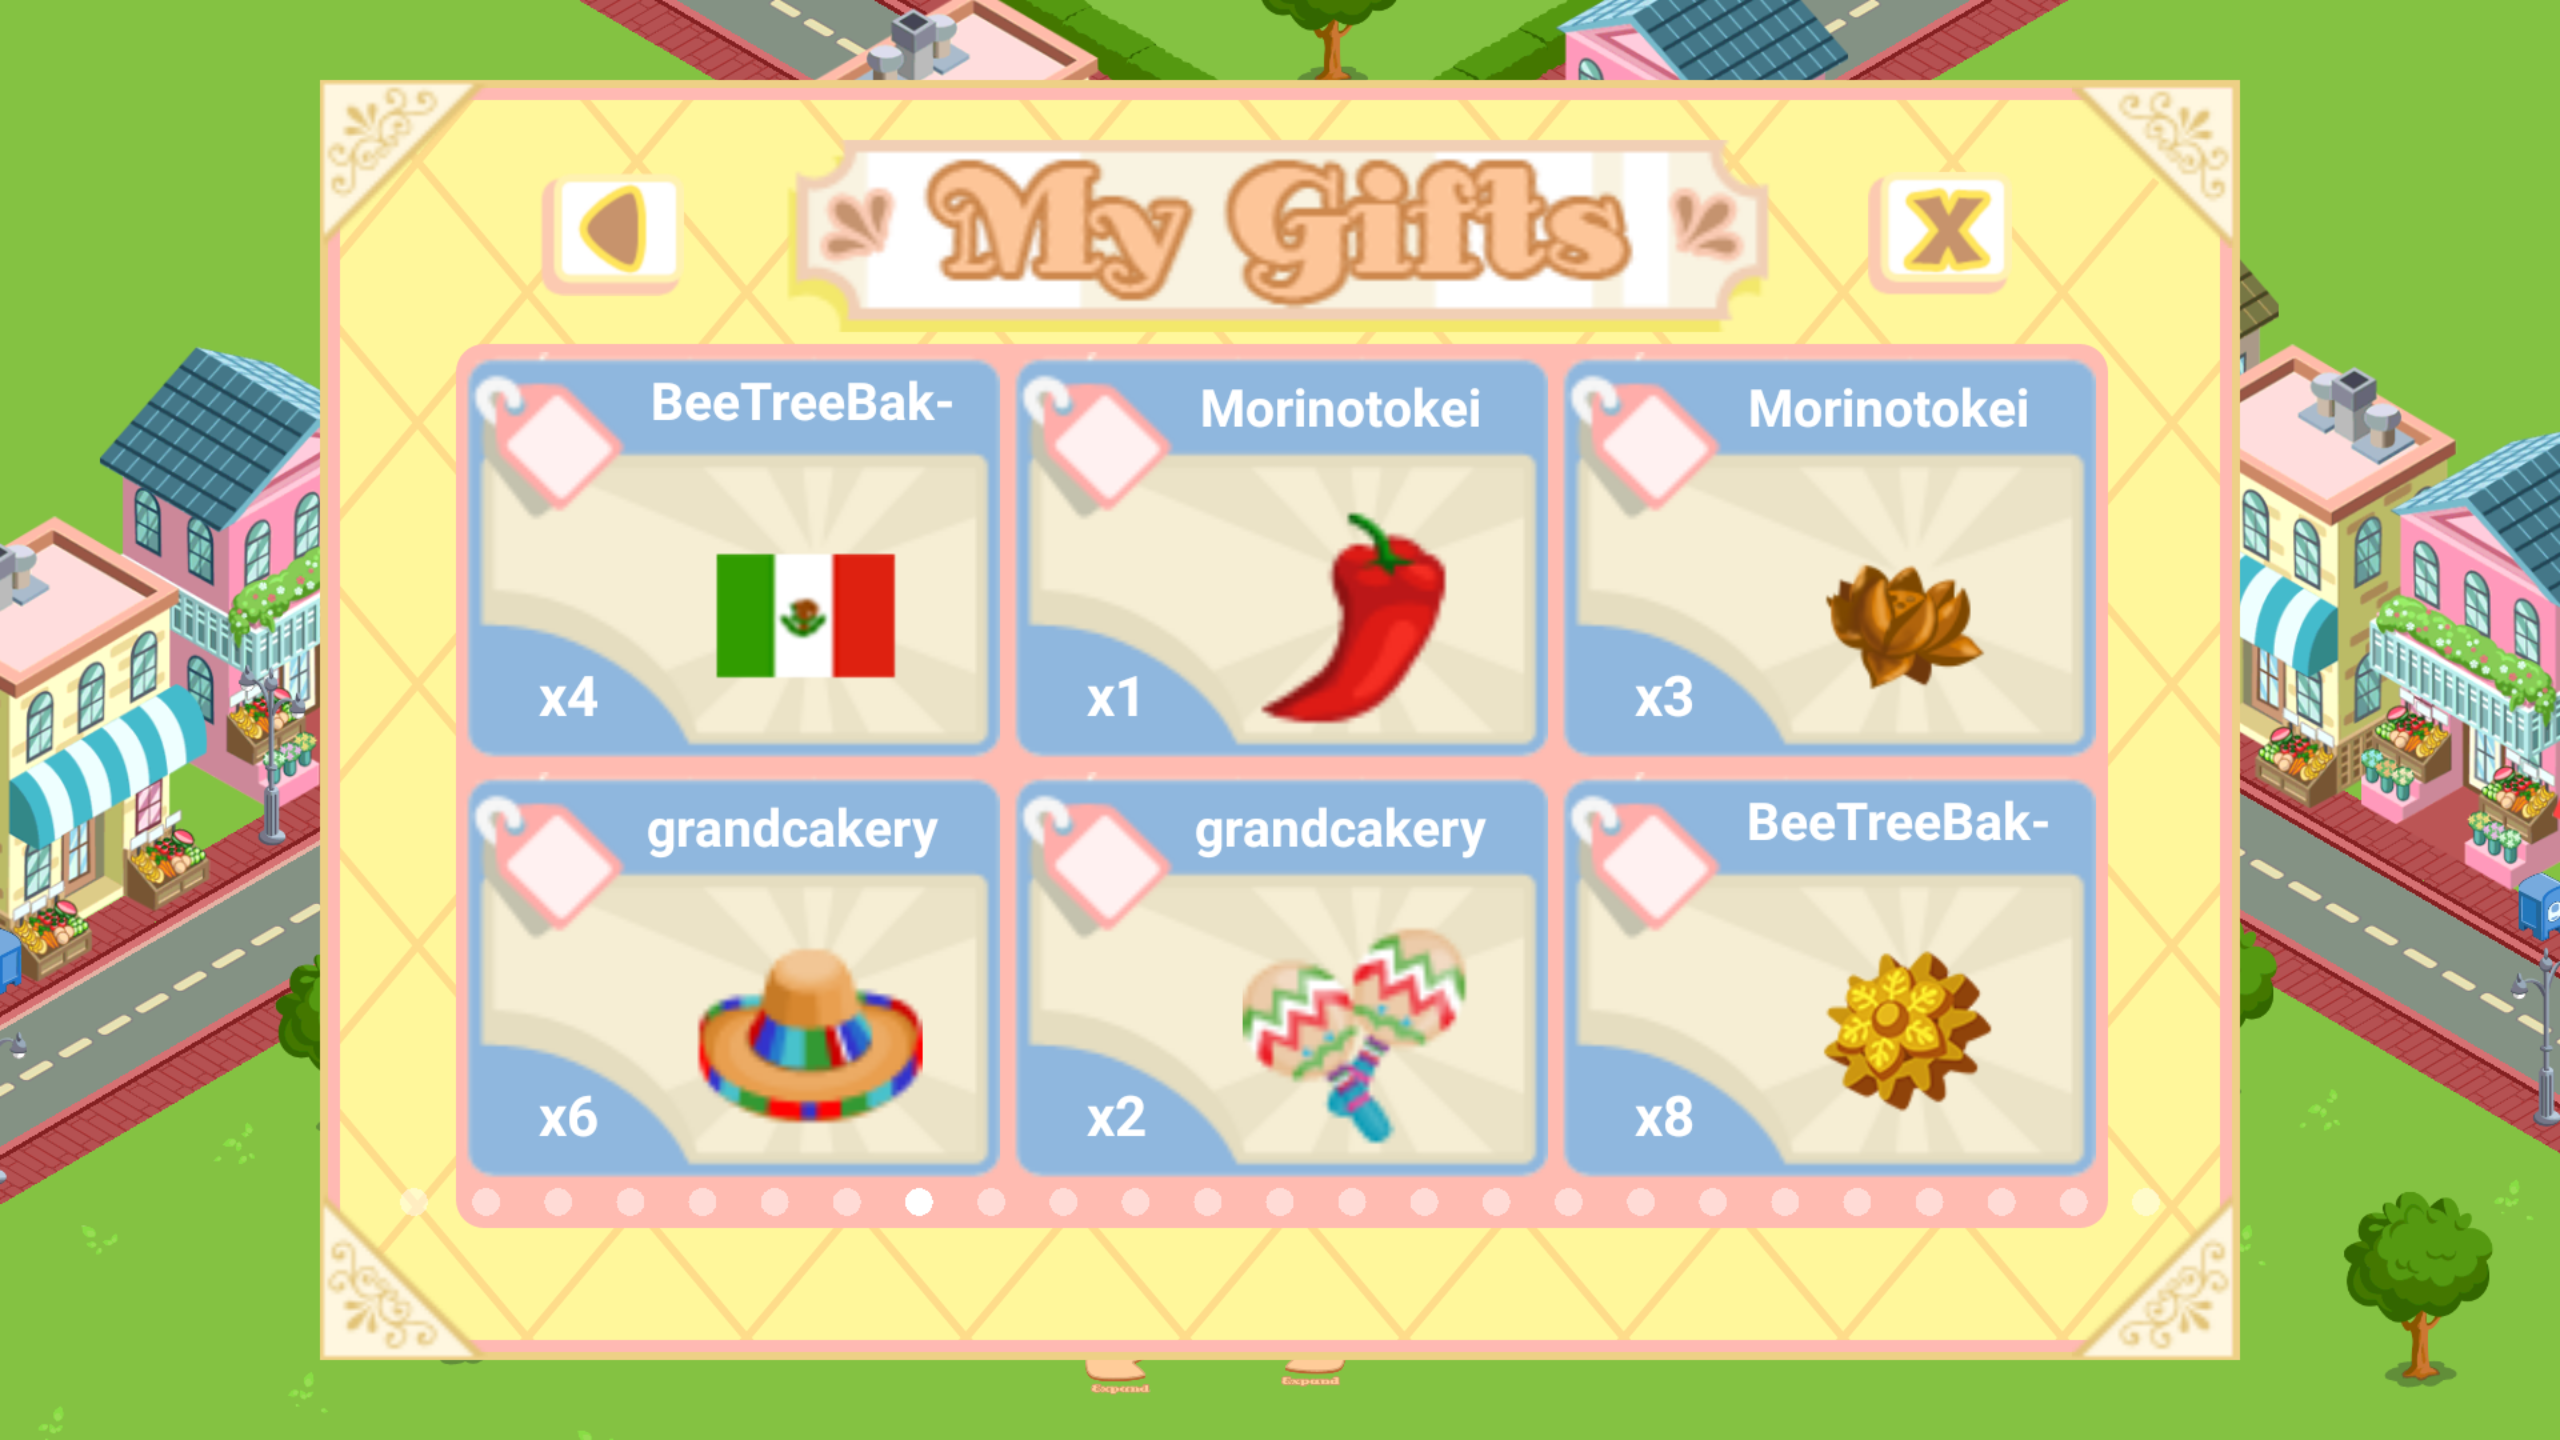 My Gifts
BeeTreeBak-
Morinotokei
Morinotokei
x4
x1
x3
grandcakery
grandcakery
BeeTreeBak-
x6
x2
x8
Expand
Expand